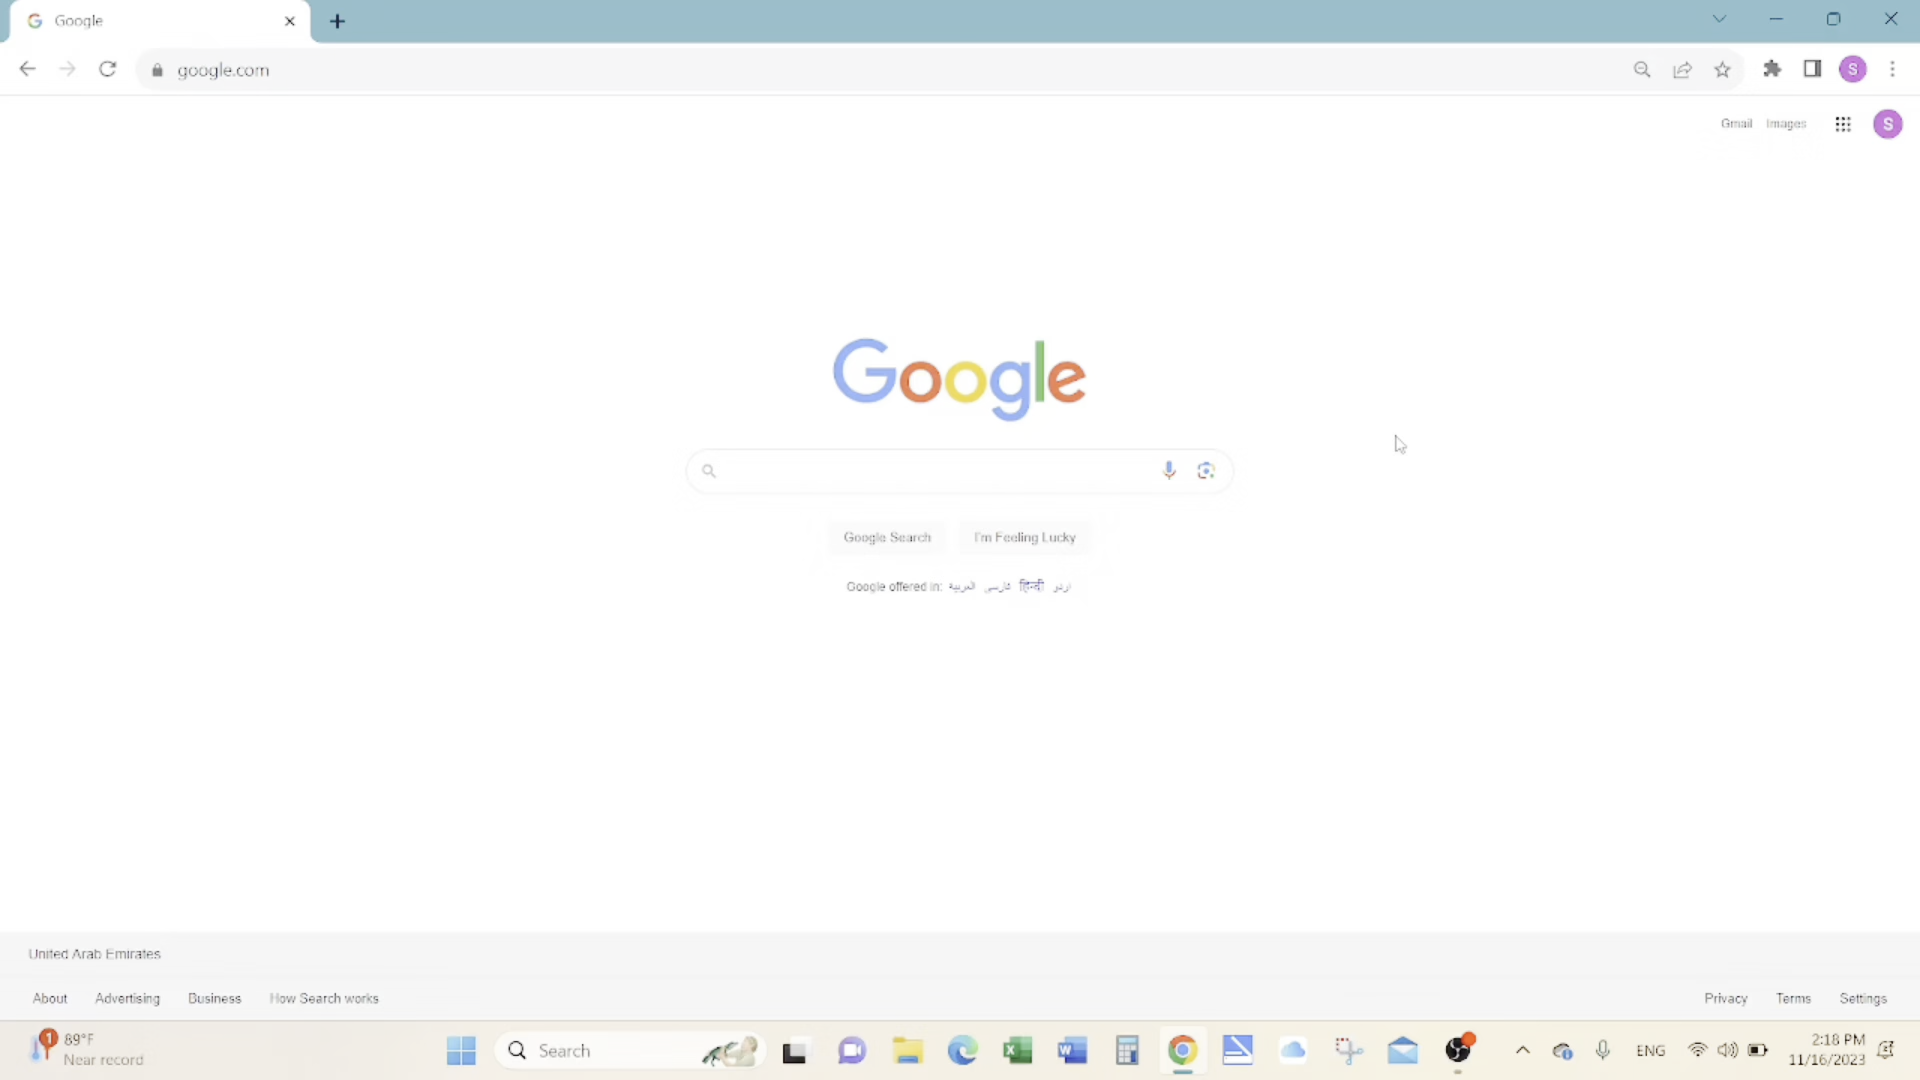 Google
google.com
S
Gmail Images
S
Google
Google Search I'm Feeling Lucky
Google offered in: العربية فارسی हिन्दी اردو
United Arab Emirates
About Advertising Business How Search works
Privacy Terms Settings
1
89°F
Near record
Search
ENG
2:18 PM
11/16/2023